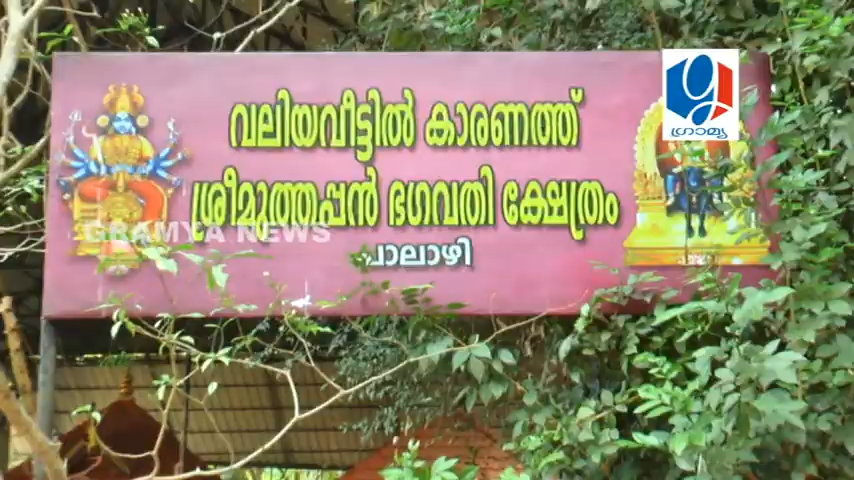 വലിയവീട്ടിൽ കാരണത്ത്
ശ്രീമുത്തപ്പൻ ഭഗവതി ക്ഷേത്രം
പാലാഴി
ഗ്രാമ്യ
GRAMYA NEWS